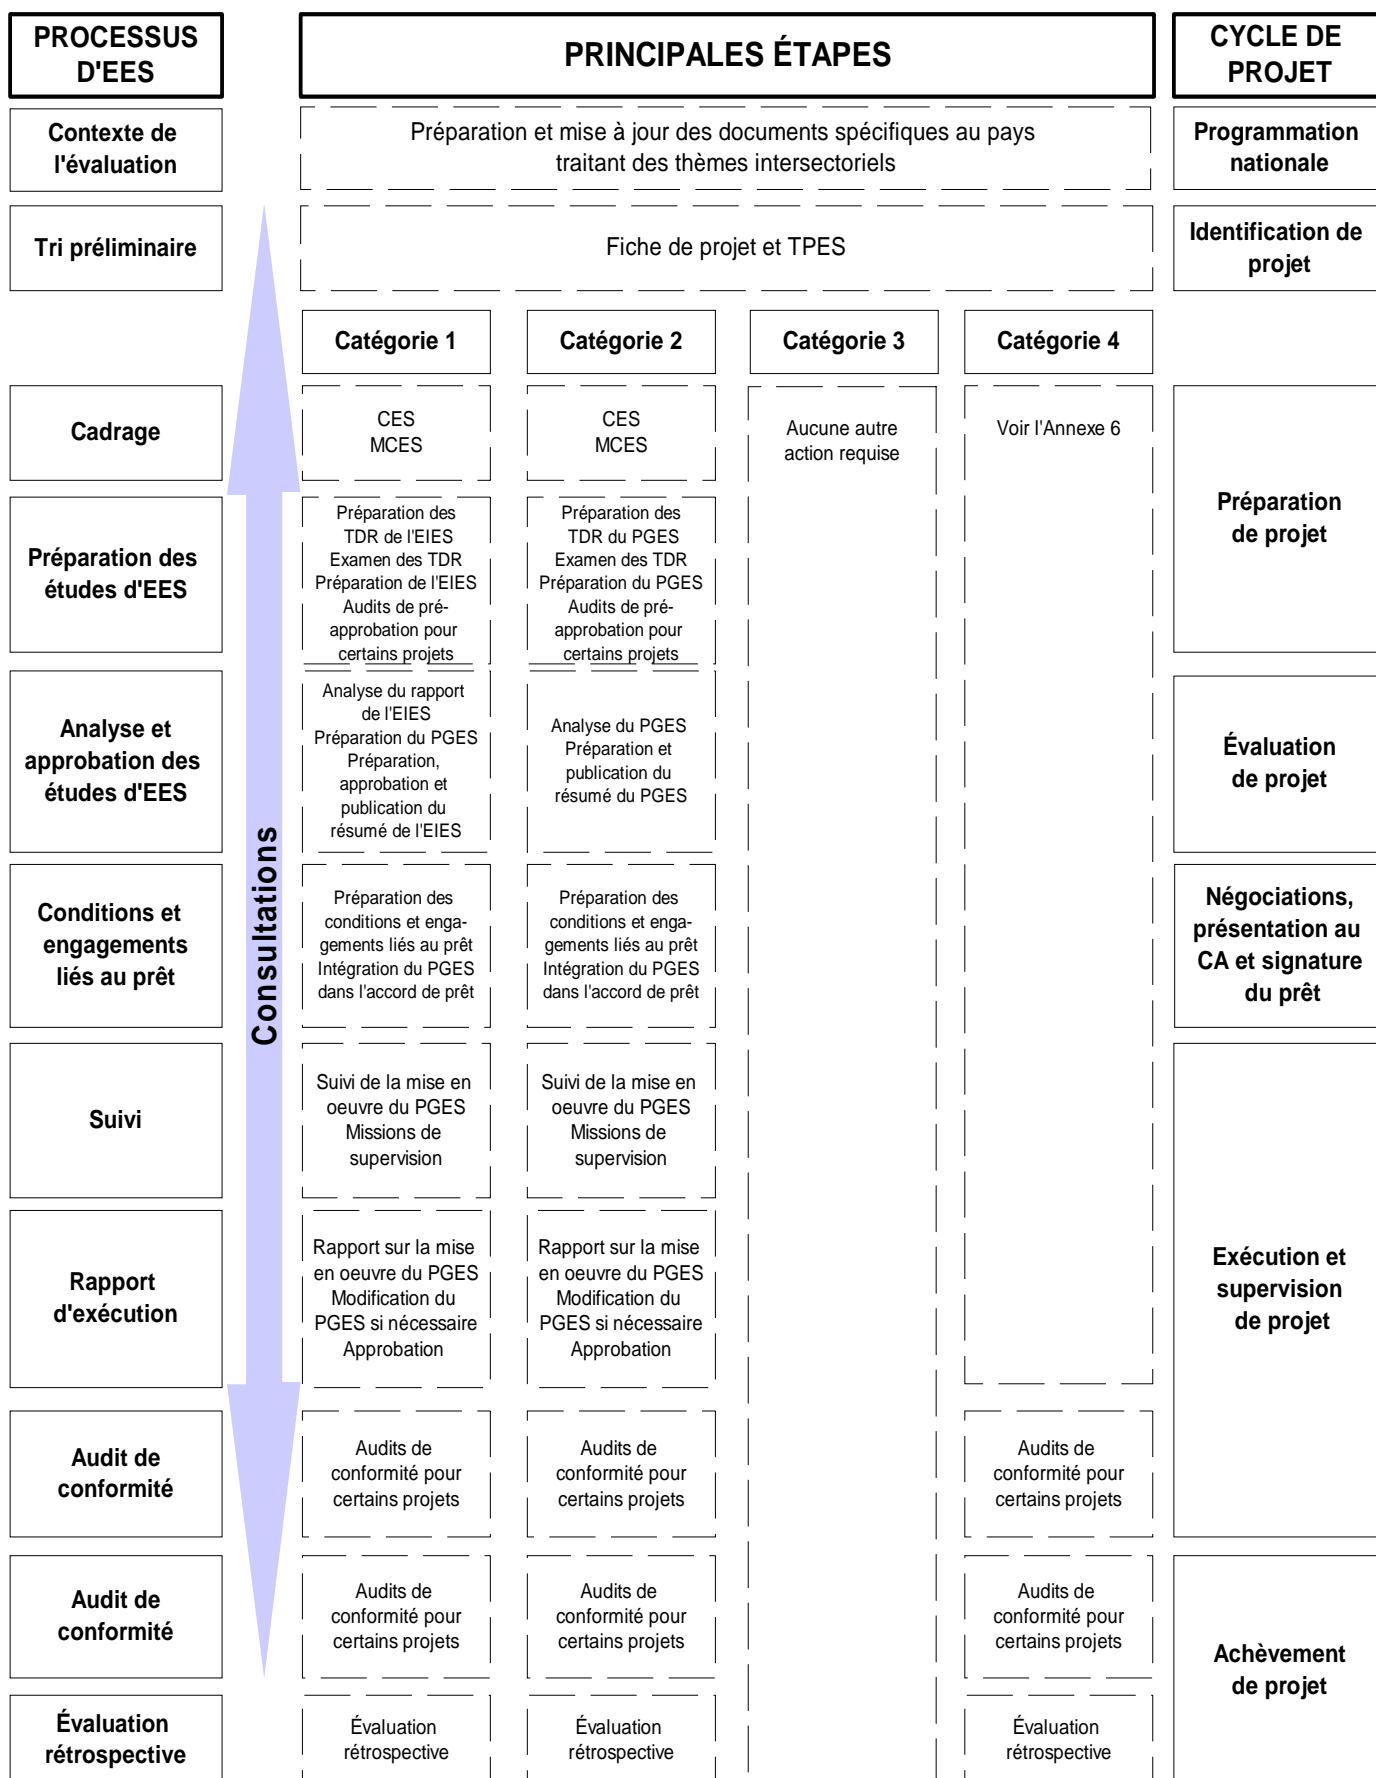 PROCESSUS
D'EES
PRINCIPALES ÉTAPES
CYCLE DE
PROJET
Contexte de
l'évaluation
Préparation et mise à jour des documents spécifiques au pays
traitant des thèmes intersectoriels
Programmation
nationale
Tri préliminaire
Fiche de projet et TPES
Identification de
projet
Catégorie 1
Catégorie 2
Catégorie 3
Catégorie 4
Consultations
Cadrage
CES
MCES
CES
MCES
Aucune autre
action requise
Voir l'Annexe 6
Préparation
de projet
Préparation des
études d'EES
Préparation des
TDR de l'EIES
Examen des TDR
Préparation de l'EIES
Audits de pré-
approbation pour
certains projets
Préparation des
TDR du PGES
Examen des TDR
Préparation du PGES
Audits de pré-
approbation pour
certains projets
Analyse et
approbation des
études d'EES
Analyse du rapport
de l'EIES
Préparation du PGES
Préparation,
approbation et
publication du
résumé de l'EIES
Analyse du PGES
Préparation et
publication du
résumé du PGES
Évaluation
de projet
Conditions et
engagements
liés au prêt
Préparation des
conditions et enga-
gements liés au prêt
Intégration du PGES
dans l'accord de prêt
Préparation des
conditions et enga-
gements liés au prêt
Intégration du PGES
dans l'accord de prêt
Négociations,
présentation au
CA et signature
du prêt
Suivi
Suivi de la mise en
oeuvre du PGES
Missions de
supervision
Suivi de la mise en
oeuvre du PGES
Missions de
supervision
Exécution et
supervision
de projet
Rapport
d'exécution
Rapport sur la mise
en oeuvre du PGES
Modification du
PGES si nécessaire
Approbation
Rapport sur la mise
en oeuvre du PGES
Modification du
PGES si nécessaire
Approbation
Audit de
conformité
Audits de
conformité pour
certains projets
Audits de
conformité pour
certains projets
Audits de
conformité pour
certains projets
Audit de
conformité
Audits de
conformité pour
certains projets
Audits de
conformité pour
certains projets
Audits de
conformité pour
certains projets
Achèvement
de projet
Évaluation
rétrospective
Évaluation
rétrospective
Évaluation
rétrospective
Évaluation
rétrospective